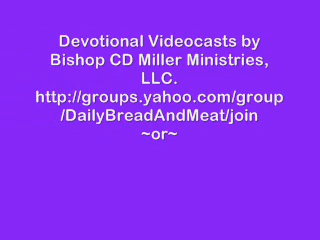 Devotional Videocasts by
Bishop CD Miller Ministries,
LLC.
http://groups.yahoo.com/group
/DailyBreadAndMeat/join
~or~